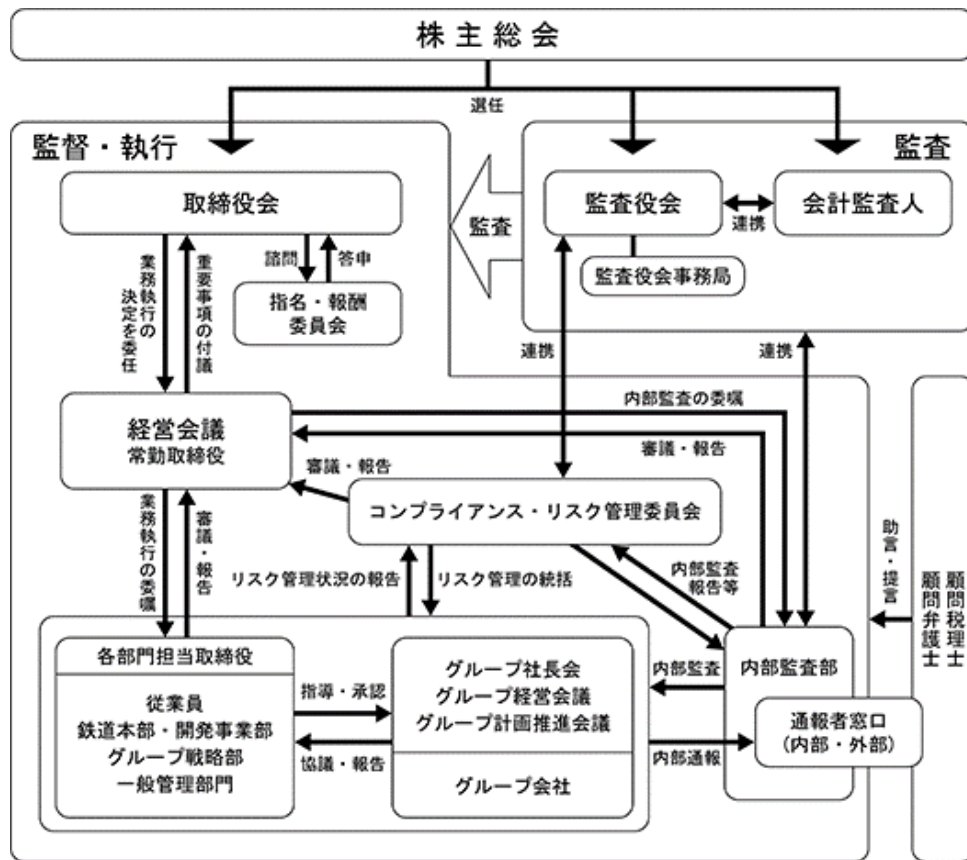 株主総会
選任
監督・執行
監査
取締役会
監査
監査役会
連携
会計監査人
監査役会事務局
諮問
答申
指名・報酬
委員会
業務執行の
決定を委任
重要事項の付議
連携
連携
経営会議
常勤取締役
内部監査の委嘱
審議・報告
審議・報告
コンプライアンス・リスク管理委員会
業務執行の委嘱
審議・報告
リスク管理状況の報告
リスク管理の統括
内部監査
報告等
助言・提言
顧問税理士
顧問弁護士
各部門担当取締役
従業員
鉄道本部・開発事業部
グループ戦略部
一般管理部門
指導・承認
協議・報告
グループ社長会
グループ経営会議
グループ計画推進会議
グループ会社
内部監査
内部通報
内部監査部
通報者窓口
(内部・外部)